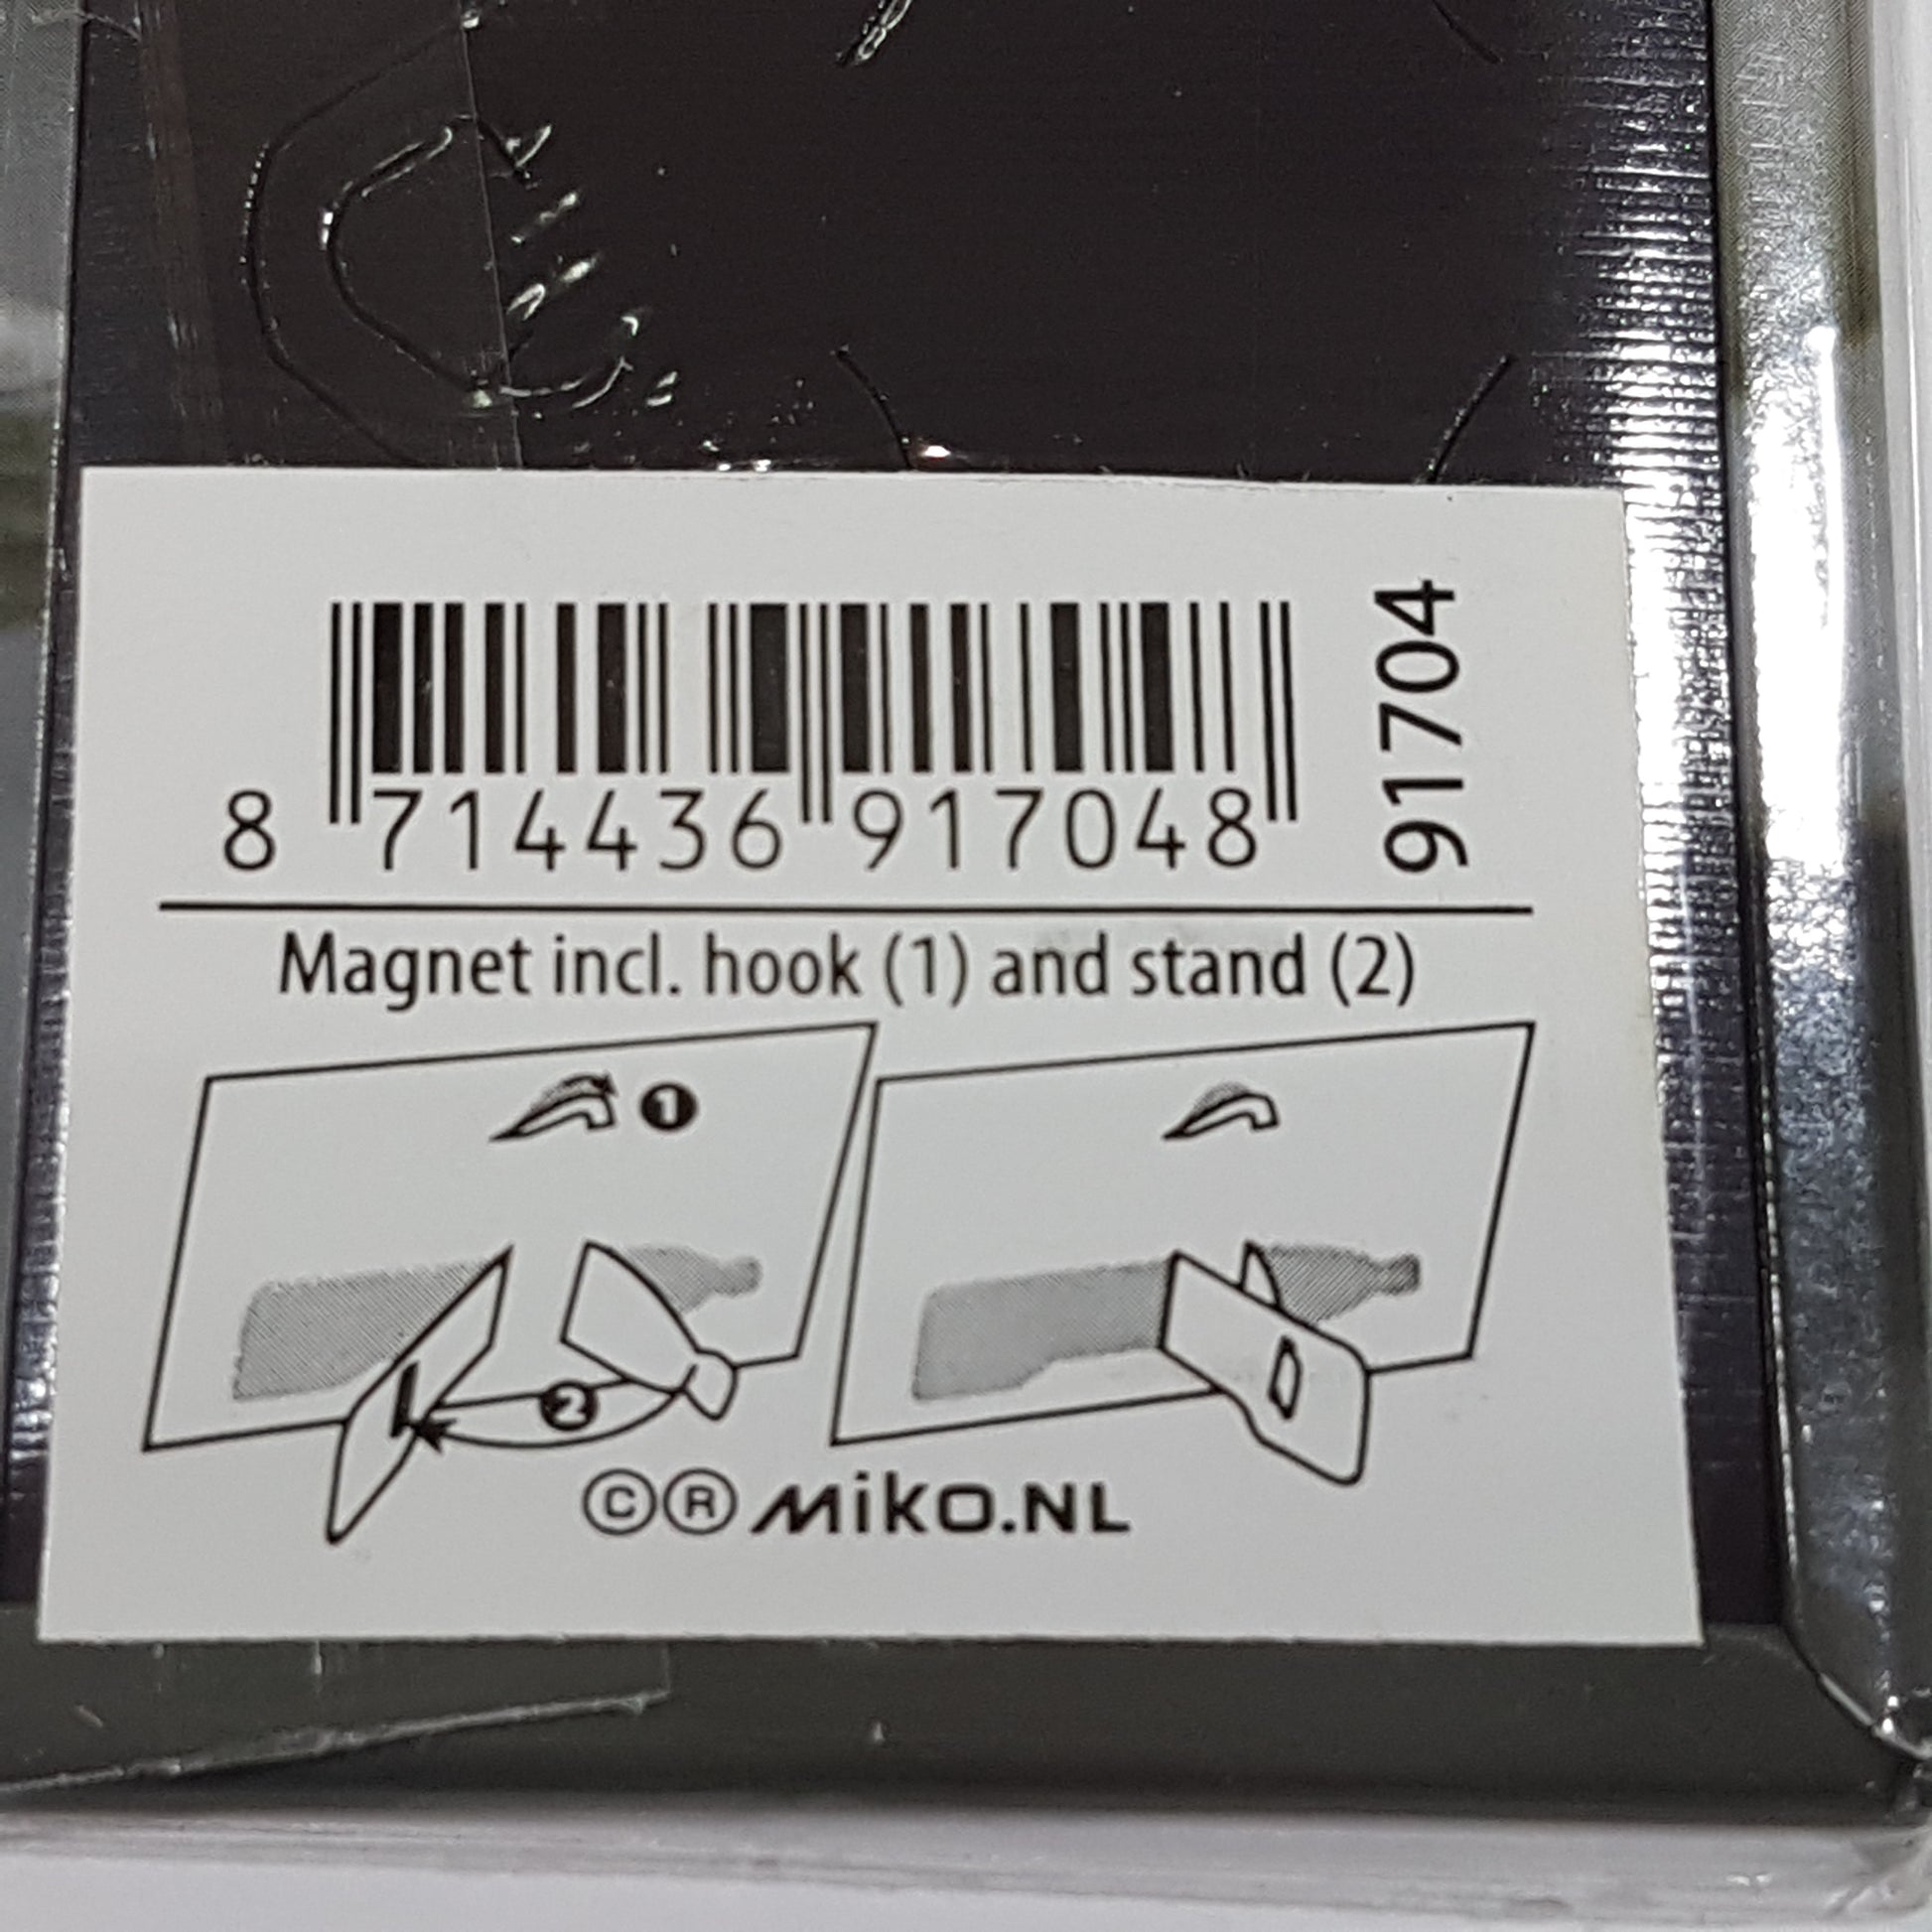 8 714436 917048
91704
Magnet incl. hook (1) and stand (2)
1
2
©® MIKO.NL